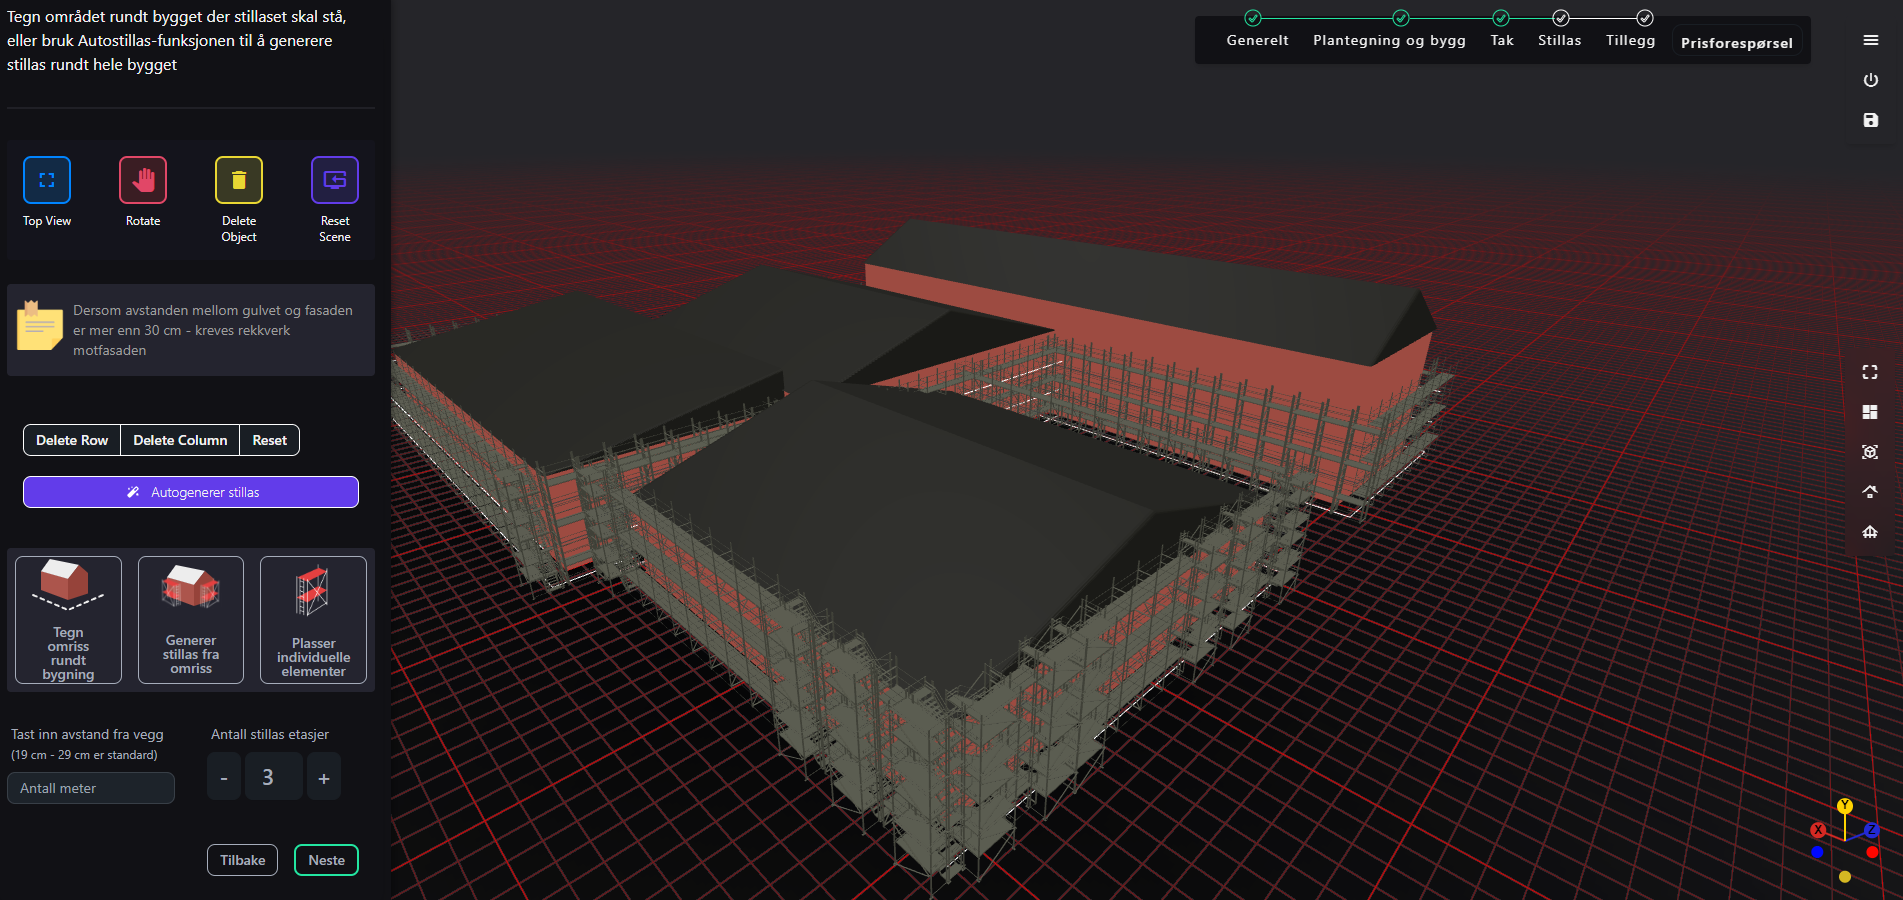 Tegn området rundt bygget der stillaset skal stå,
eller bruk Autostillas-funksjonen til å generere
stillas rundt hele bygget
Generelt
Plantegning og bygg
Tak
Stillas
Tillegg
Prisforespørsel
Top View
Rotate
Delete
Object
Reset
Scene
Dersom avstanden mellom gulvet og fasaden
er mer enn 30 cm - kreves rekkverk
motfasaden
Delete Row
Delete Column
Reset
Autogenerer stillas
Tegn
omriss
rundt
bygning
Generer
stillas fra
omriss
Plasser
individuelle
elementer
Tast inn avstand fra vegg
(19 cm - 29 cm er standard)
Antall meter
Antall stillas etasjer
- 3 +
Tilbake
Neste
Y
X
Z